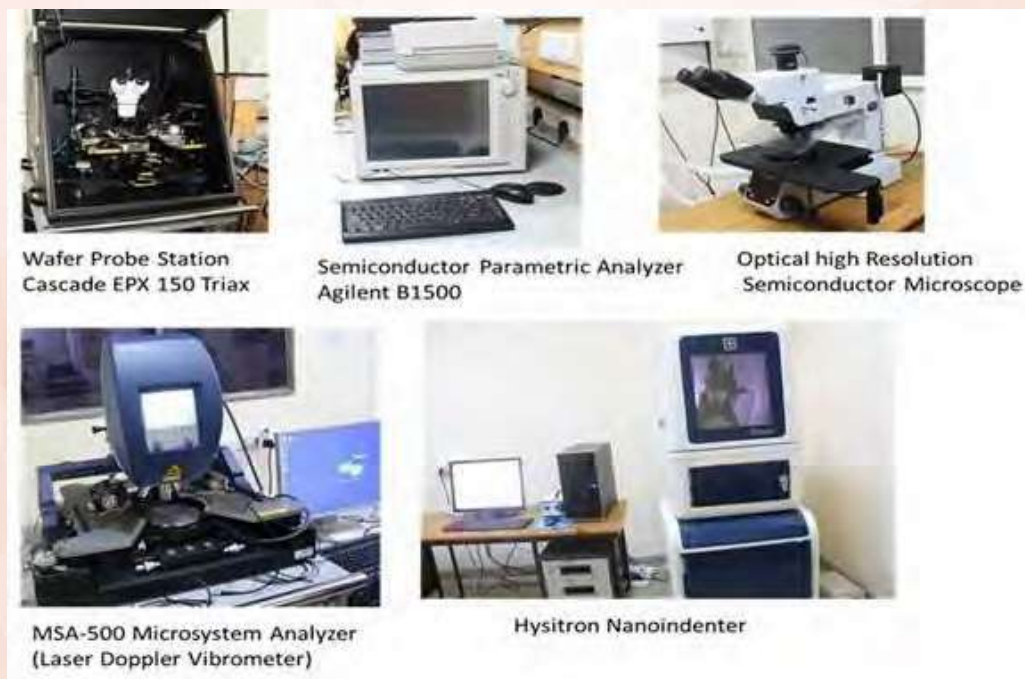 Wafer Probe Station
Cascade EPX 150 Triax
Semiconductor Parametric Analyzer
Agilent B1500
Optical high Resolution
Semiconductor Microscope
MSA-500 Microsystem Analyzer
(Laser Doppler Vibrometer)
Hysitron Nanoindenter